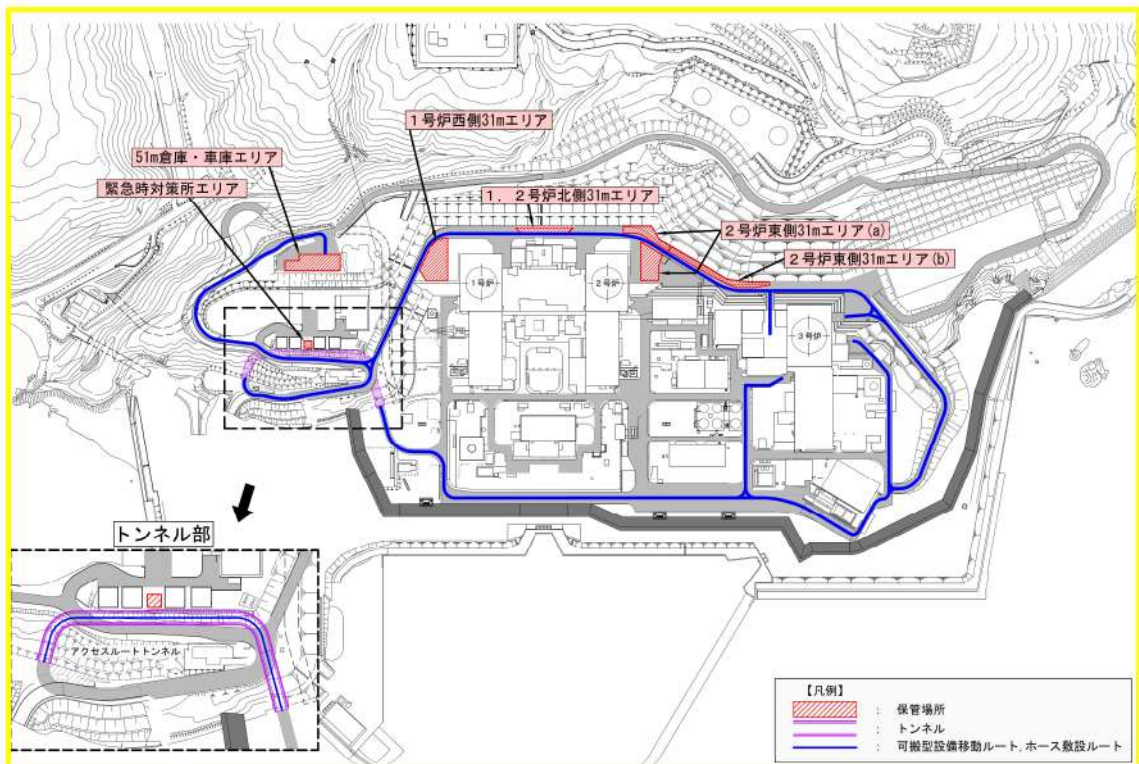 1号炉西側31mエリア
51m倉庫・車庫エリア
緊急時対策所エリア
1,2号炉北側31mエリア
2号炉東側31mエリア(a)
2号炉東側31mエリア(b)
1号炉
2号炉
3号炉
トンネル部
アクセスルートトンネル
【凡例】
: 保管場所
: トンネル
: 可搬型設備移動ルート,ホース敷設ルート